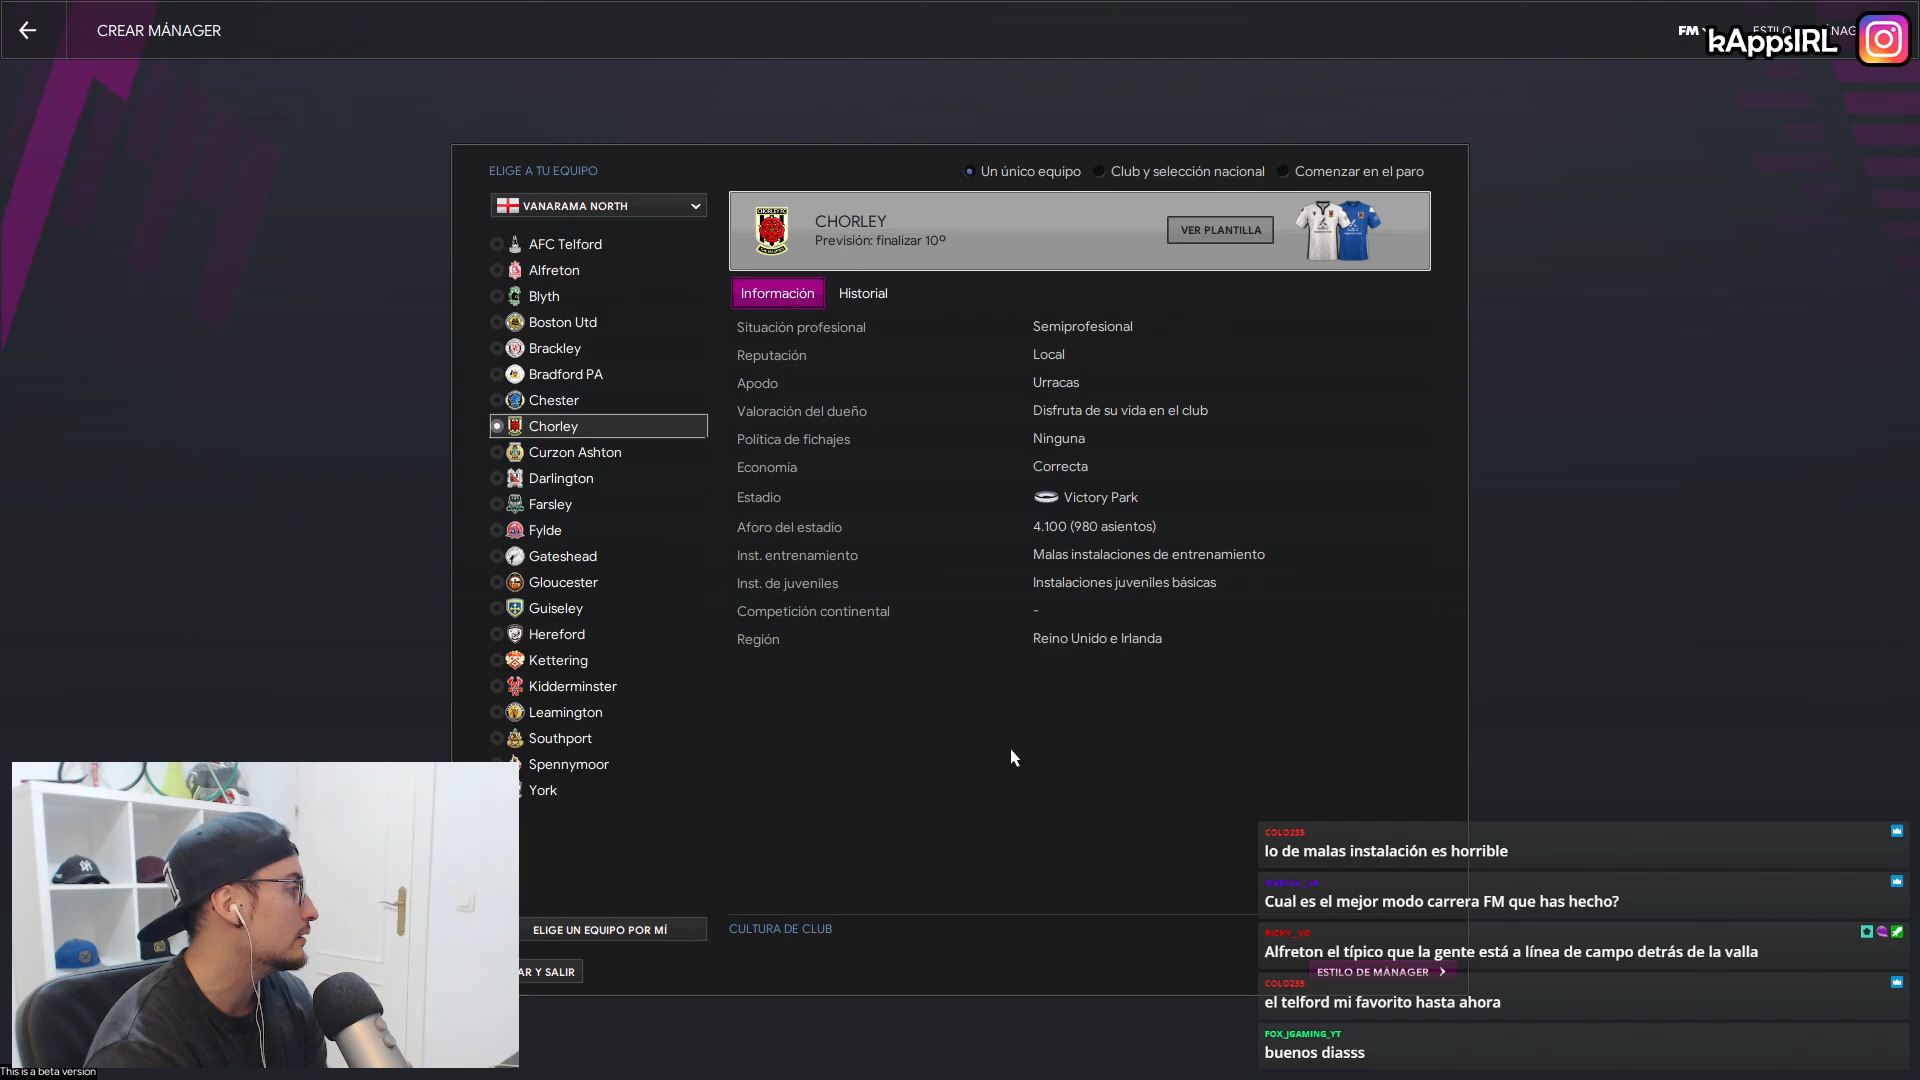 CREAR MÁNAGER
FM
kAppsIRL
ELIGE A TU EQUIPO
Un único equipo
Club y selección nacional
Comenzar en el paro
VANARAMA NORTH
AFC Telford
Alfreton
Blyth
Boston Utd
Brackley
Bradford PA
Chester
Chorley
Curzon Ashton
Darlington
Farsley
Fylde
Gateshead
Gloucester
Guiseley
Hereford
Kettering
Kidderminster
Leamington
Southport
Spennymoor
York
CHORLEY
Previsión: finalizar 10º
VER PLANTILLA
Información
Historial
Situación profesional Semiprofesional
Reputación Local
Apodo Urracas
Valoración del dueño Disfruta de su vida en el club
Política de fichajes Ninguna
Economía Correcta
Estadio Victory Park
Aforo del estadio 4.100 (980 asientos)
Inst. entrenamiento Malas instalaciones de entrenamiento
Inst. de juveniles Instalaciones juveniles básicas
Competición continental -
Región Reino Unido e Irlanda
ELIGE UN EQUIPO POR MÍ
CULTURA DE CLUB
AR Y SALIR
ESTILO DE MÁNAGER
COLO235
lo de malas instalación es horrible
Cual es el mejor modo carrera FM que has hecho?
RICKY_VG
Alfreton el típico que la gente está a línea de campo detrás de la valla
COLO235
el telford mi favorito hasta ahora
FOX_JGAMING_YT
buenos diasss
This is a beta version